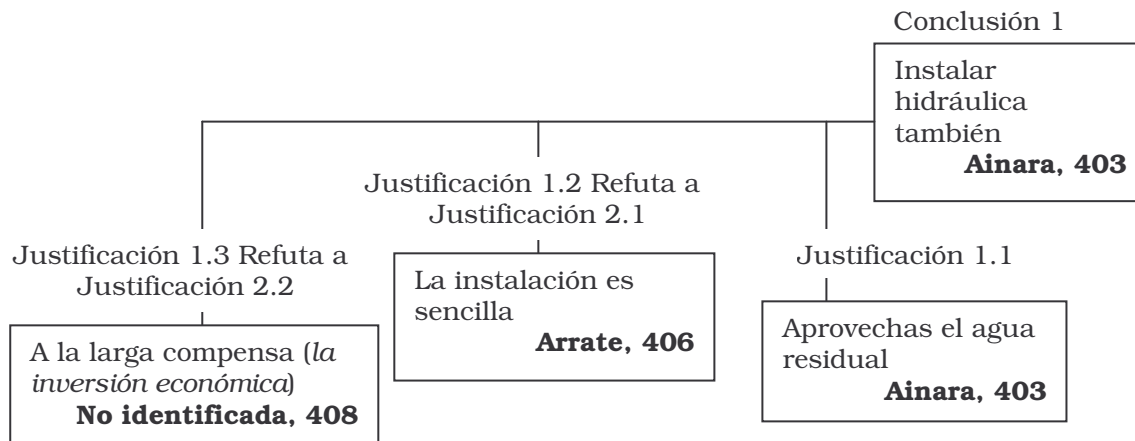 Conclusión 1
Instalar
hidráulica
también
Ainara, 403
Justificación 1.2 Refuta a
Justificación 2.1
La instalación es
sencilla
Arrate, 406
Justificación 1.3 Refuta a
Justificación 2.2
A la larga compensa (la
inversión económica)
No identificada, 408
Justificación 1.1
Aprovechas el agua
residual
Ainara, 403